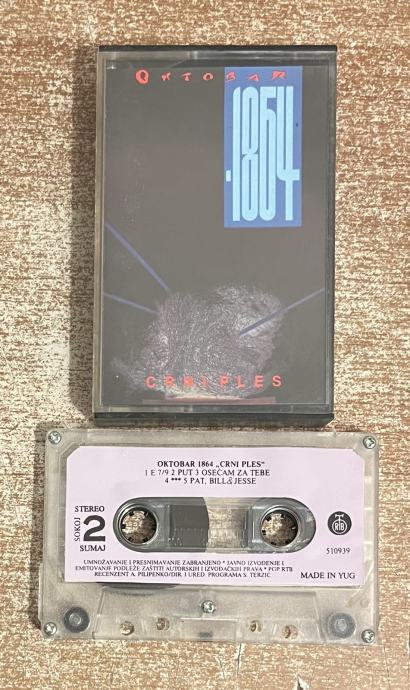 OKTOBAR
1864
CRNI PLES
OKTOBAR 1864 „CRNI PLES“
1 E 7/9 2 PUT 3 OSEĆAM ZA TEBE
4 *** 5 PAT, BILL&JESSE
STEREO
SOKOJ
2
SUMAJ
RTB
510939
UMNOŽAVANJE I PRESNIMAVANJE ZABRANJENO * JAVNO IZVOĐENJE I
EMITOVANJE PODLEŽE ZAŠTITI AUTORSKIH I IZVOĐAČKIH PRAVA * PGP RTB
RECENZENT A. PILIPENKO/DIR. I URED. PROGRAMA S. TERZIĆ
MADE IN YUG